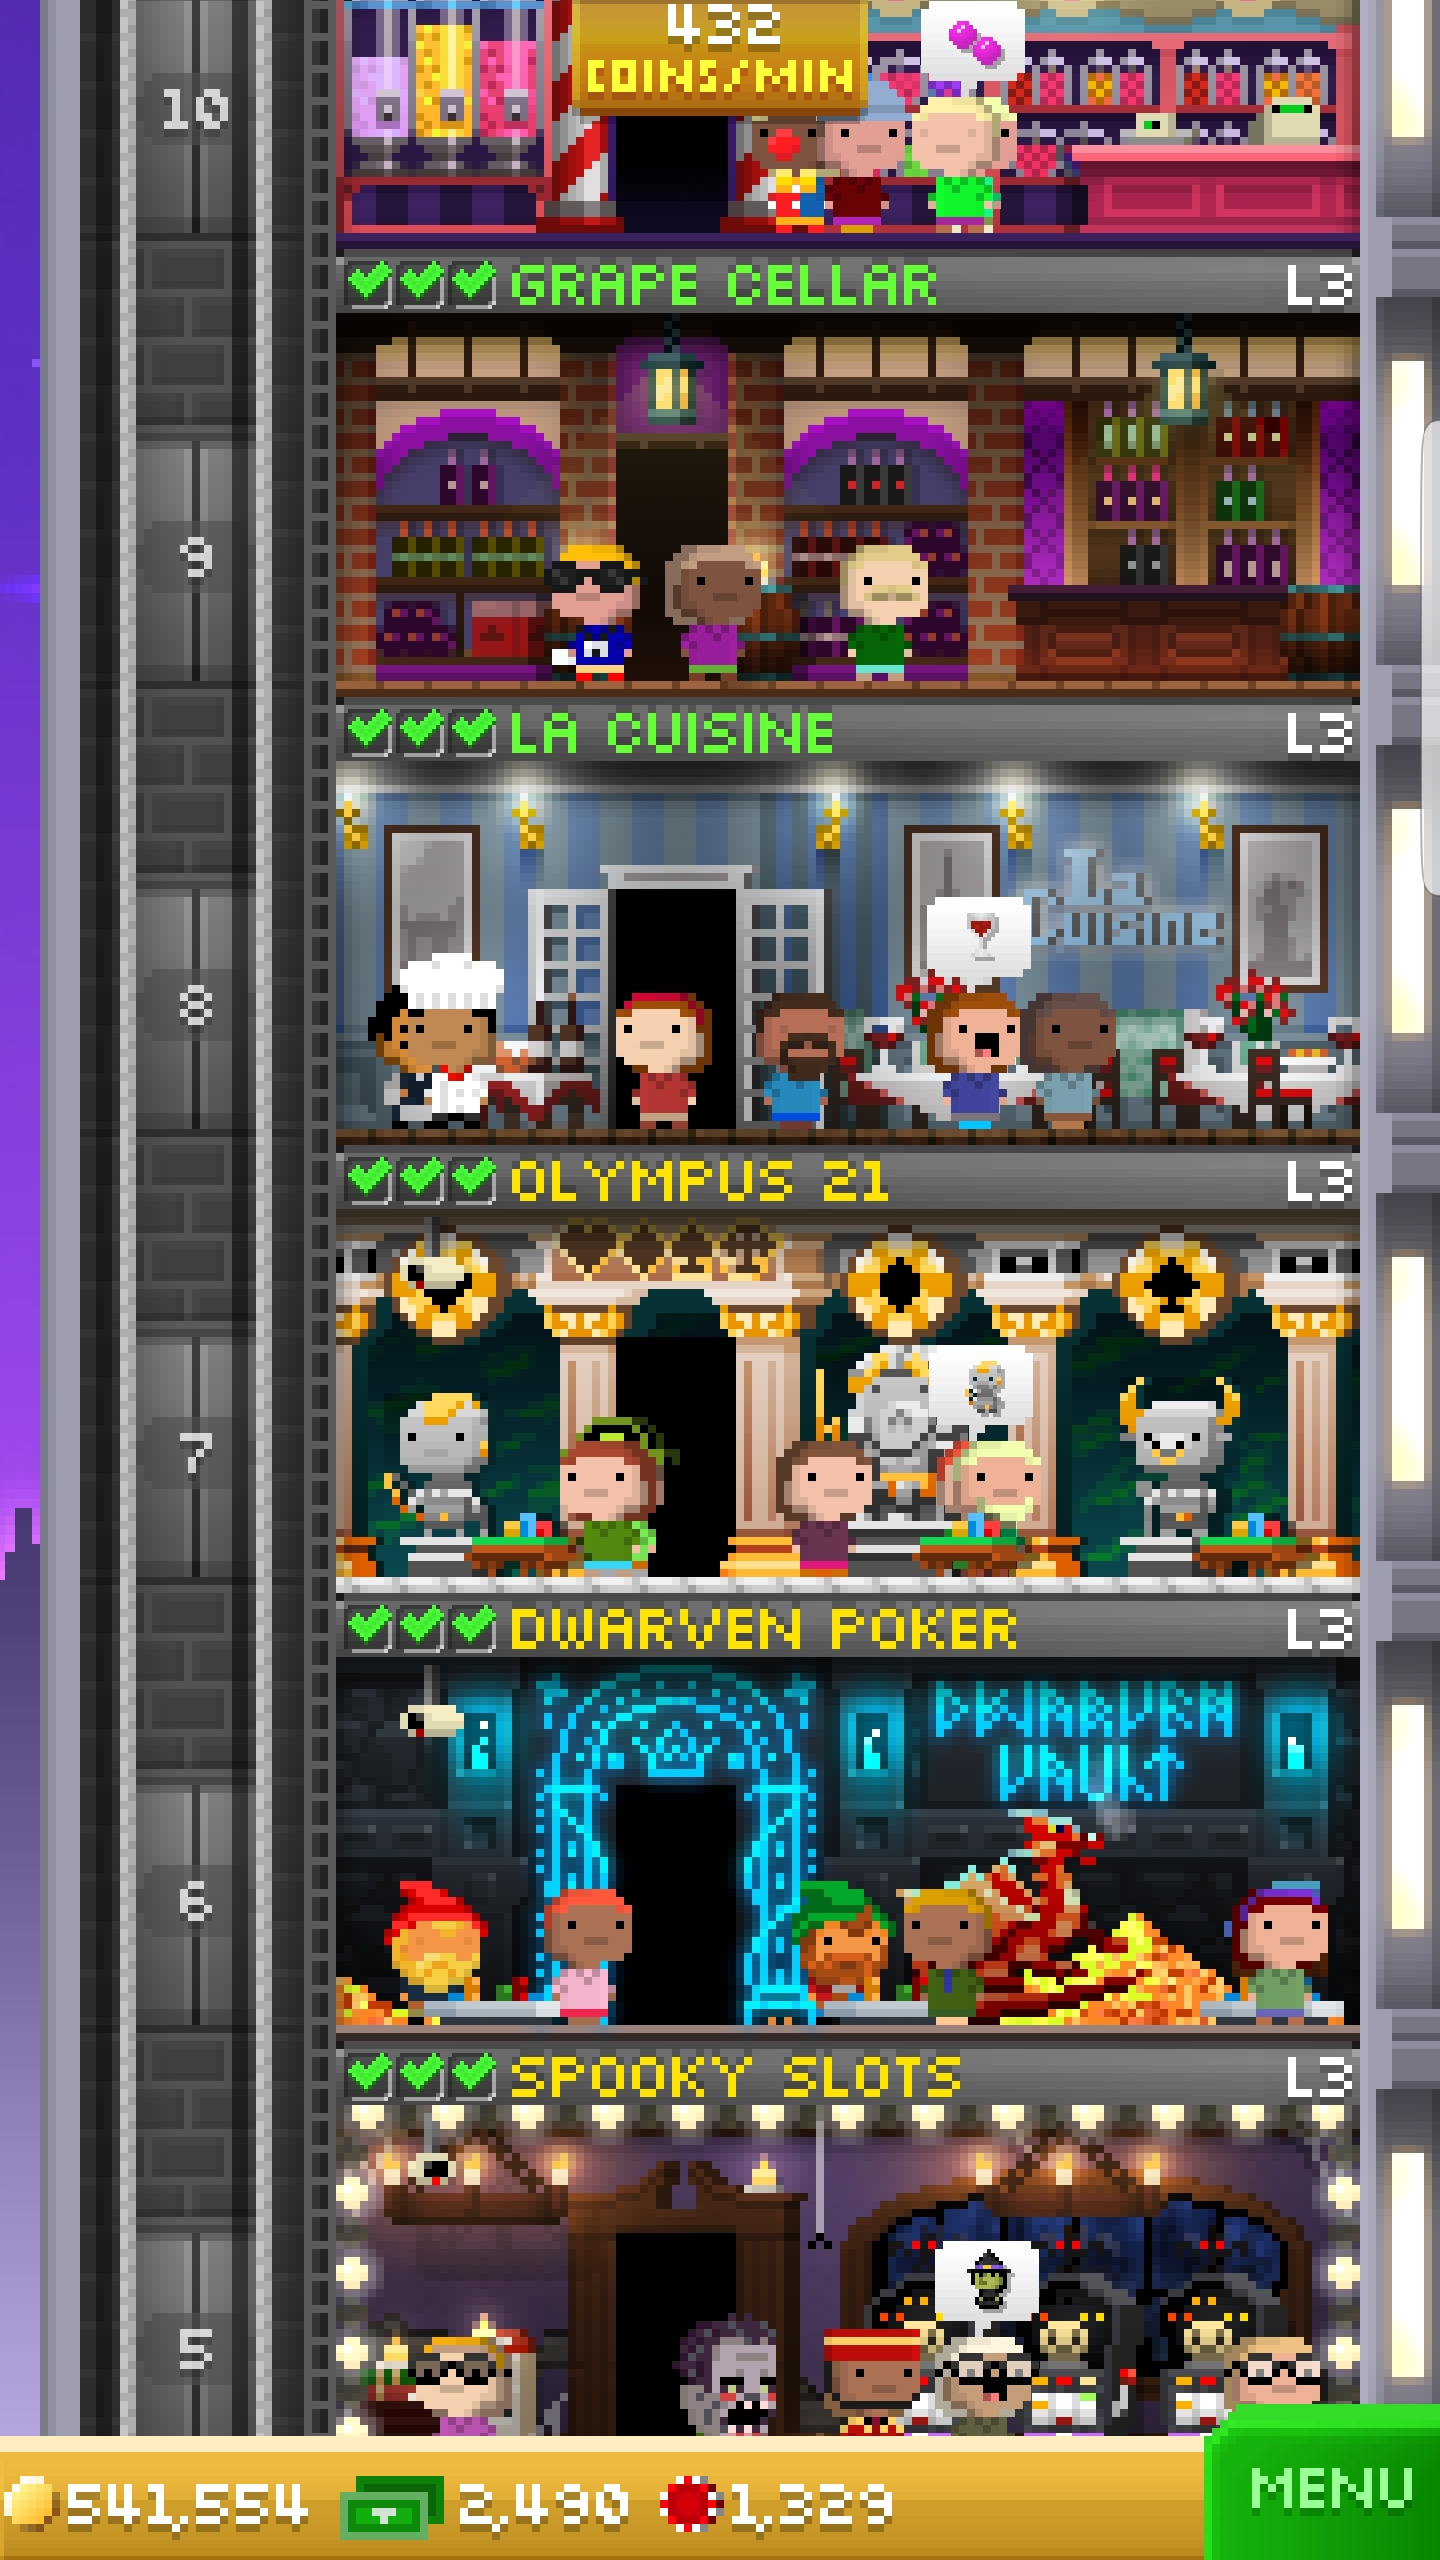 432
COINS/MIN
10
GRAPE CELLAR L3
9
LA CUISINE L3
La
Cuisine
8
OLYMPUS 21 L3
7
DWARVEN POKER L3
DWARVEN
VAULT
6
SPOOKY SLOTS L3
5
541,554 2,490 1,329 MENU